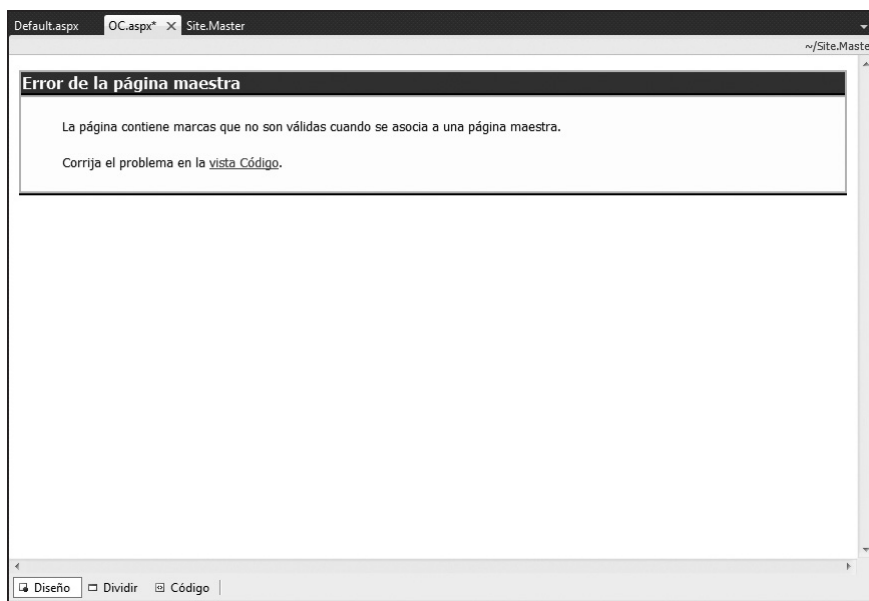 Default.aspx OC.aspx* Site.Master
~/Site.Maste
Error de la página maestra
La página contiene marcas que no son válidas cuando se asocia a una página maestra.
Corrija el problema en la vista Código.
Diseño Dividir Código